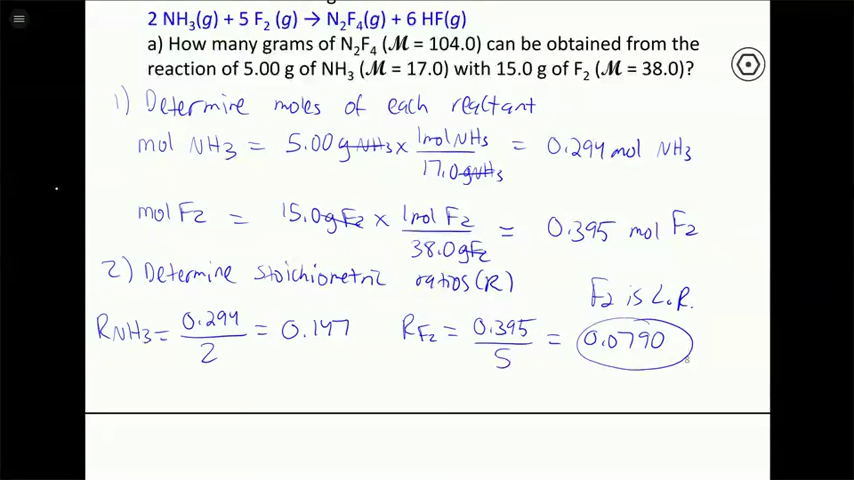 2 NH₃(g) + 5 F₂ (g) → N₂F₄(g) + 6 HF(g)
a) How many grams of N₂F₄ (ℳ = 104.0) can be obtained from the
reaction of 5.00 g of NH₃ (ℳ = 17.0) with 15.0 g of F₂ (ℳ = 38.0)?
1) Determine moles of each reactant
mol NH3 = 5.00 g NH3 x 1 mol NH3 / 17.0 g NH3 = 0.294 mol NH3
mol F2 = 15.0 g F2 x 1 mol F2 / 38.0 g F2 = 0.395 mol F2
2) Determine stoichiometric ratios (R)
F2 is L.R.
R NH3 = 0.294 / 2 = 0.147 R F2 = 0.395 / 5 = 0.0790
8